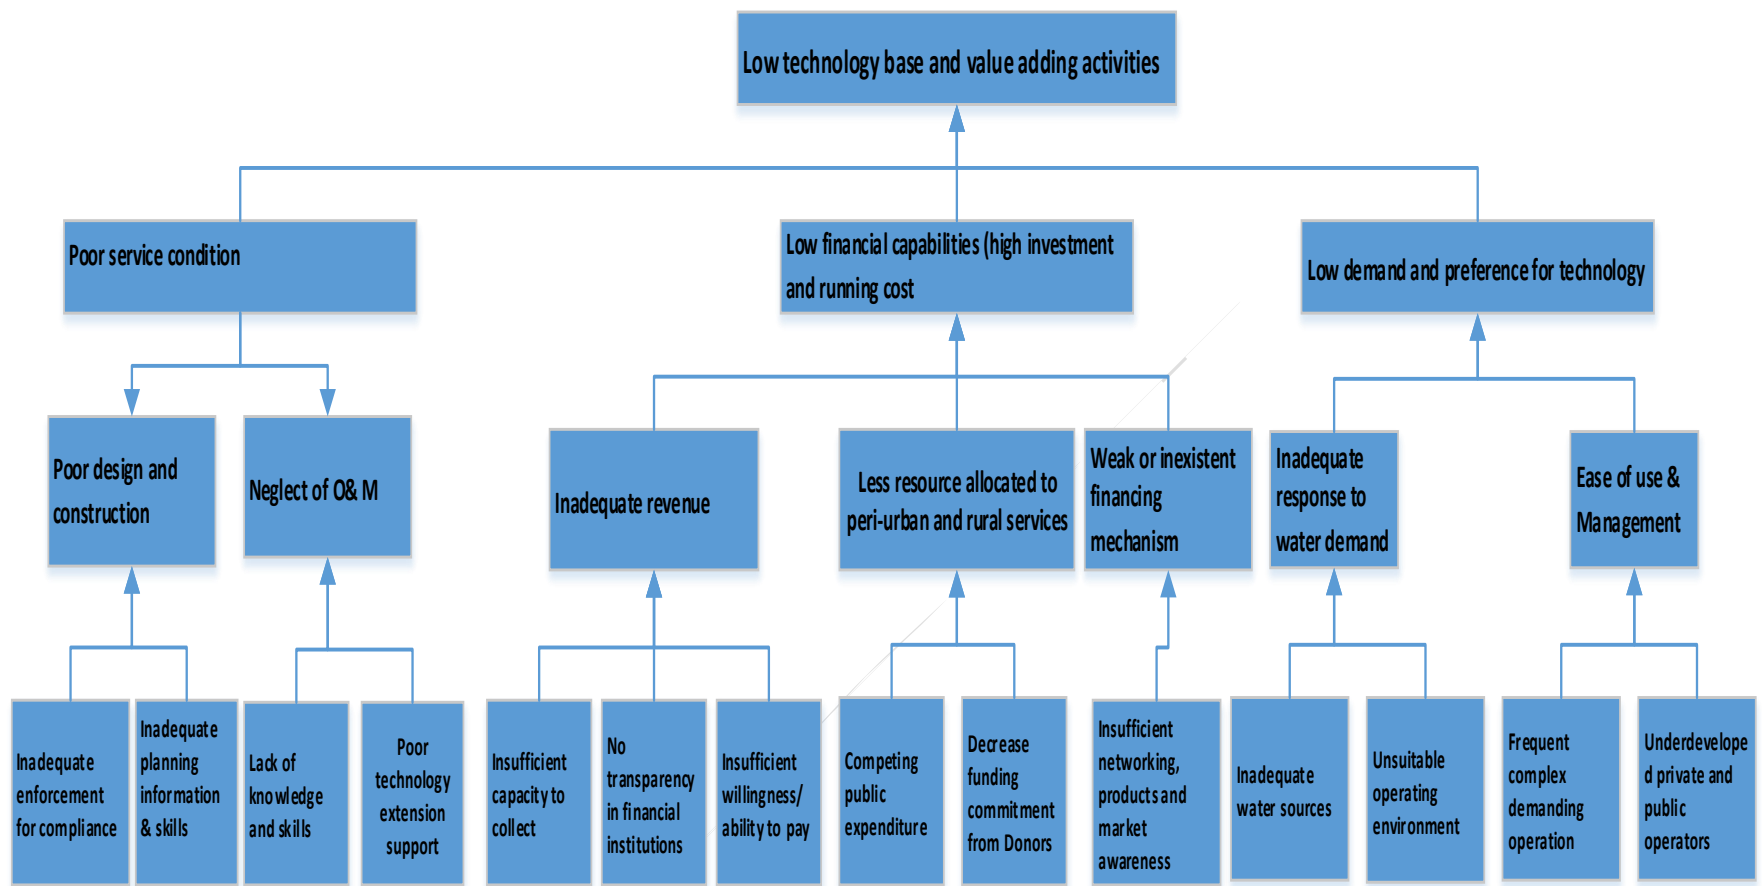 Low technology base and value adding activities
Poor service condition
Low financial capabilities (high investment
and running cost
Low demand and preference for technology
Poor design and
construction
Neglect of O& M
Inadequate revenue
Less resource allocated to
peri-urban and rural services
Weak or inexistent
financing
mechanism
Inadequate
response to
water demand
Ease of use &
Management
Inadequate
enforcement
for compliance
Inadequate
planning
information
& skills
Lack of
knowledge
and skills
Poor
technology
extension
support
Insufficient
capacity to
collect
No
transparency
in financial
institutions
Insufficient
willingness/
ability to pay
Competing
public
expenditure
Decrease
funding
commitment
from Donors
Insufficient
networking,
products and
market
awareness
Inadequate
water sources
Unsuitable
operating
environment
Frequent
complex
demanding
operation
Underdevelope
d private and
public
operators